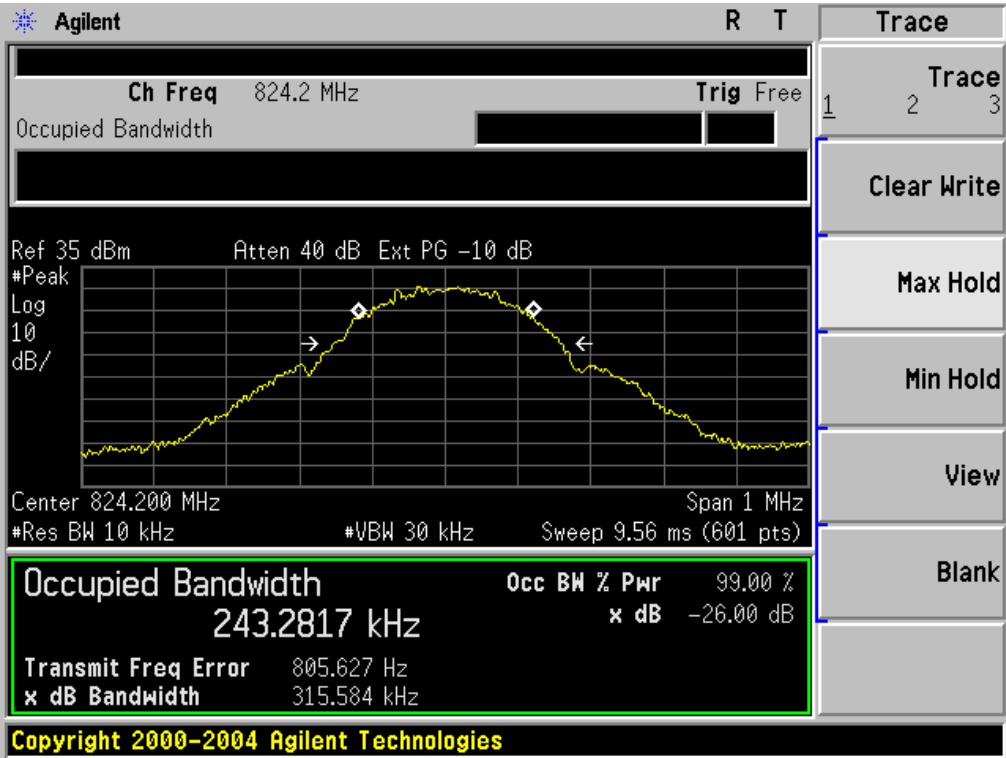 Agilent R T
Ch Freq 824.2 MHz Trig Free
Occupied Bandwidth
Ref 35 dBm Atten 40 dB Ext PG −10 dB
#Peak
Log
10
dB/
Center 824.200 MHz Span 1 MHz
#Res BW 10 kHz #VBW 30 kHz Sweep 9.56 ms (601 pts)
Occupied Bandwidth Occ BW % Pwr 99.00 %
243.2817 kHz x dB −26.00 dB
Transmit Freq Error 805.627 Hz
x dB Bandwidth 315.584 kHz
Copyright 2000−2004 Agilent Technologies
Trace
Trace
1 2 3
Clear Write
Max Hold
Min Hold
View
Blank